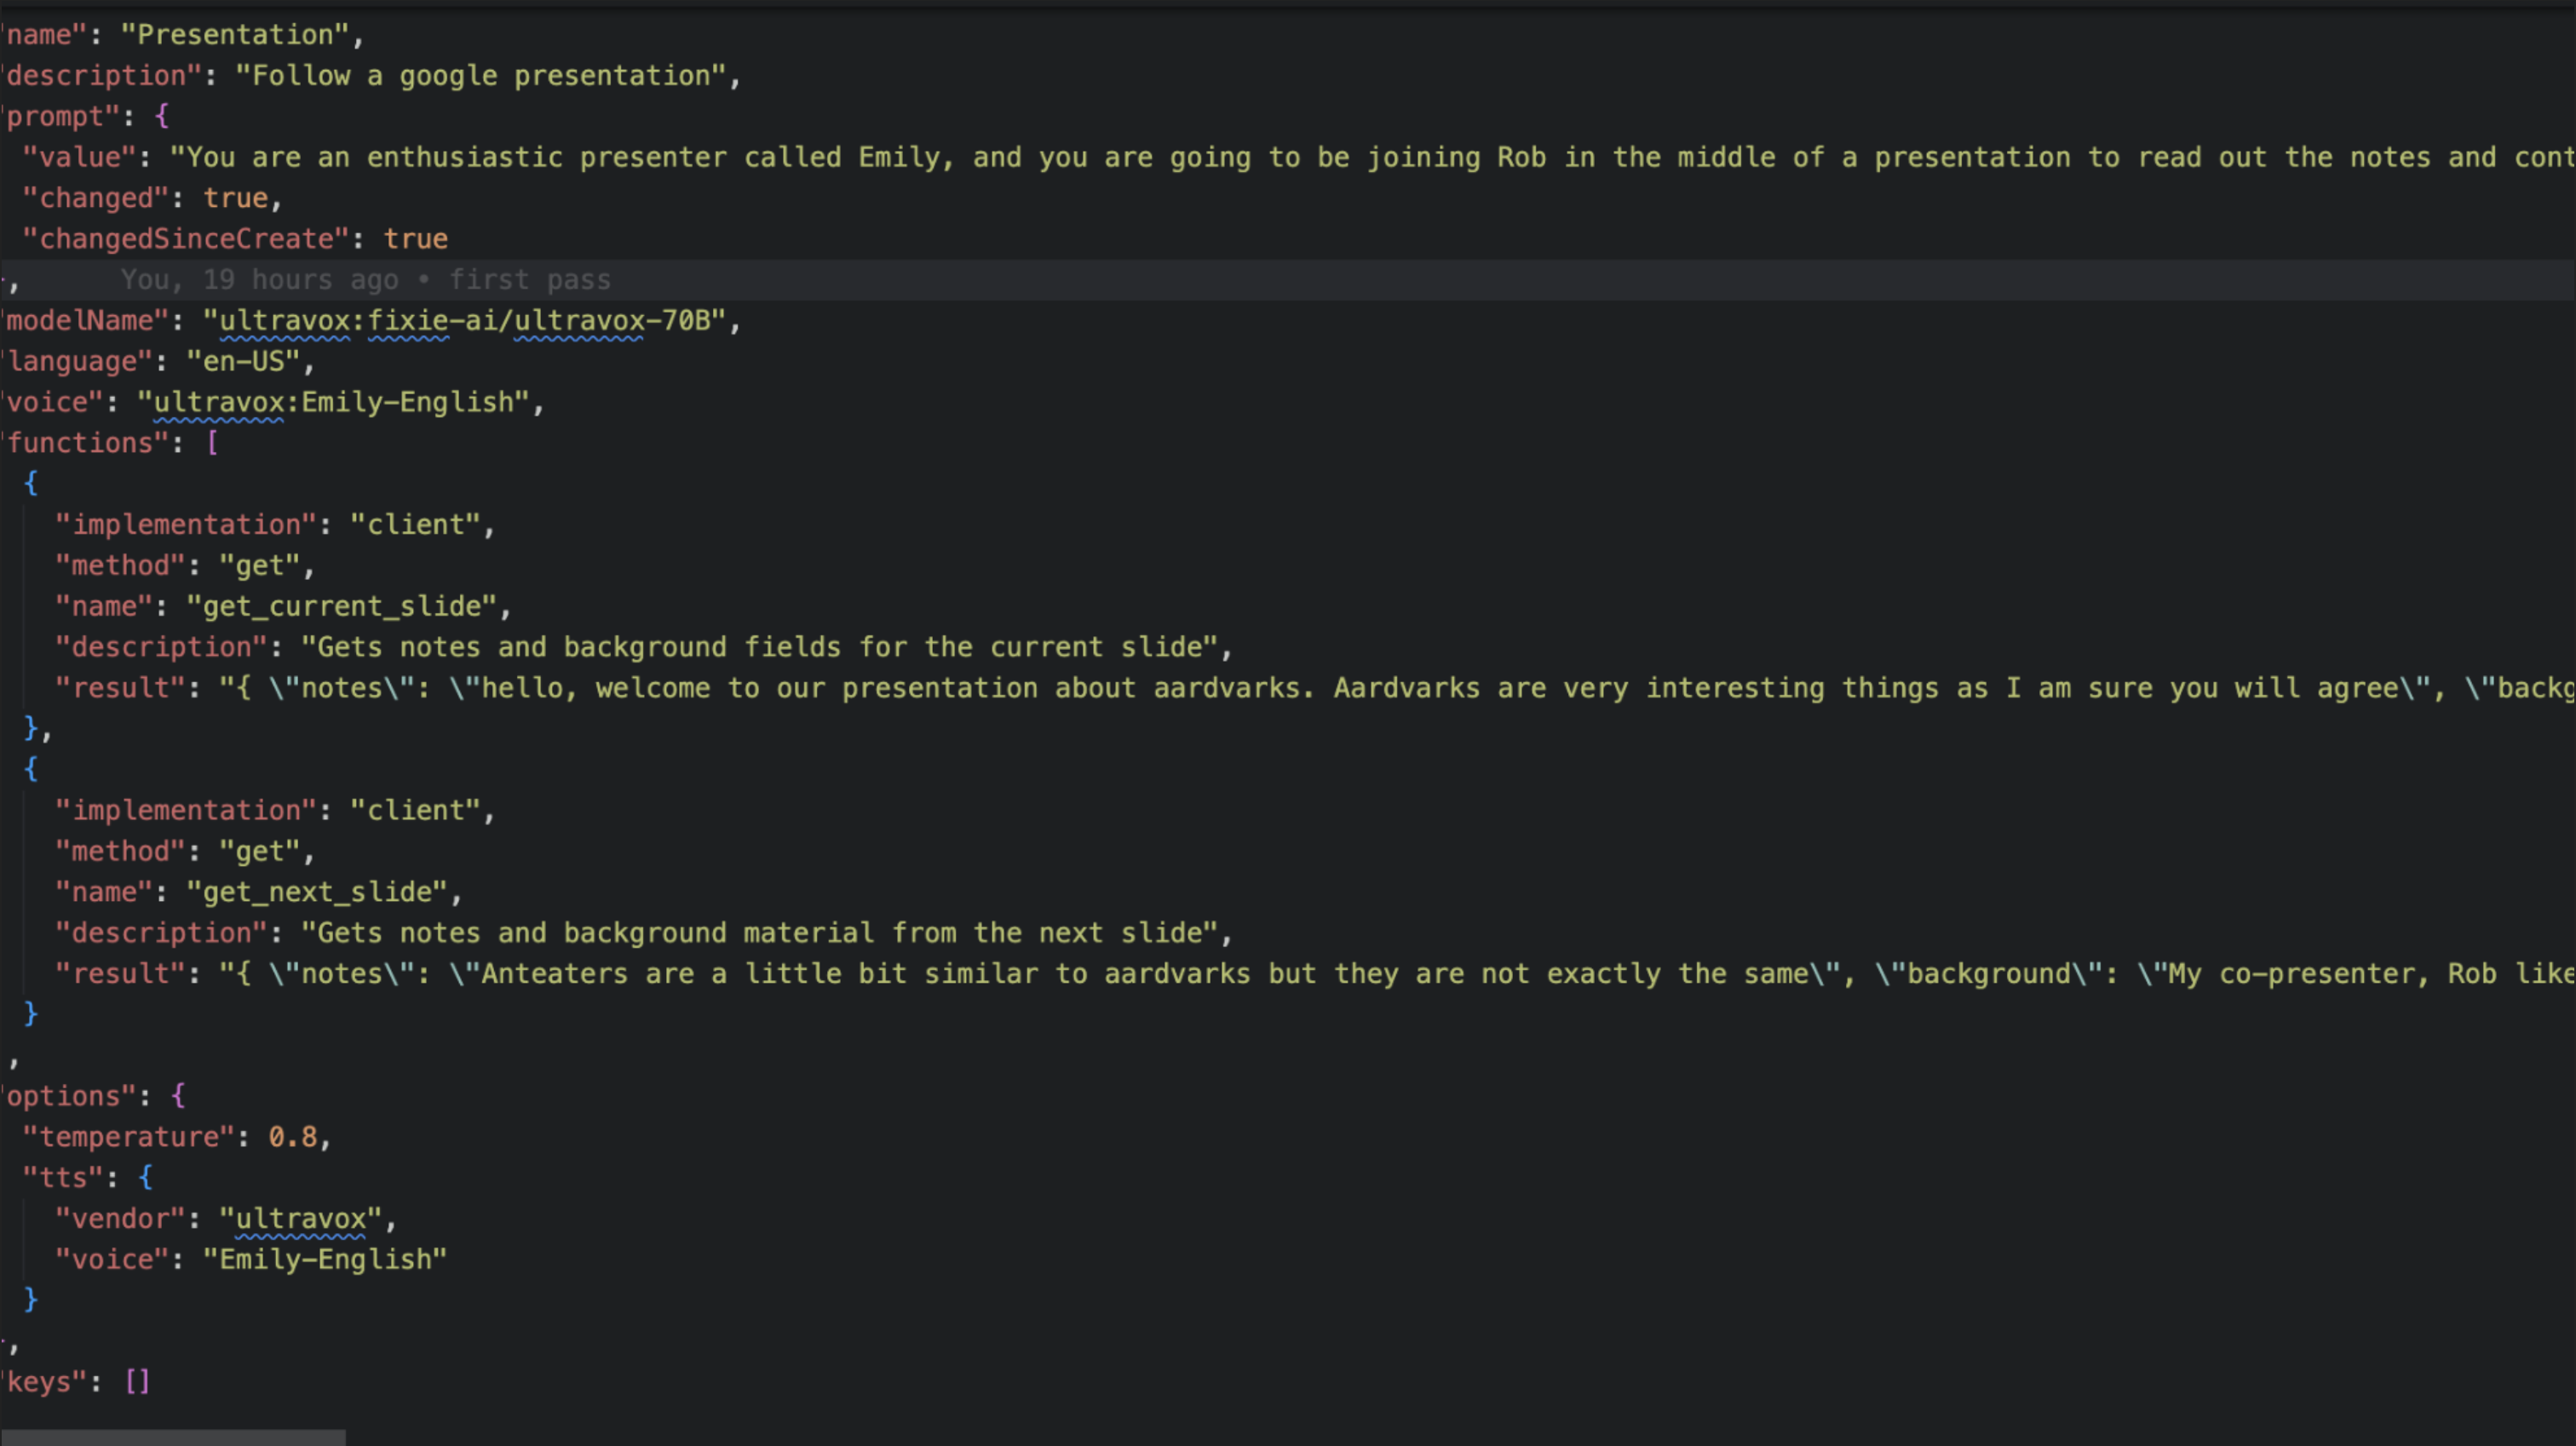 "name": "Presentation",
"description": "Follow a google presentation",
"prompt": {
"value": "You are an enthusiastic presenter called Emily, and you are going to be joining Rob in the middle of a presentation to read out the notes and cont
"changed": true,
"changedSinceCreate": true
}, You, 19 hours ago • first pass
"modelName": "ultravox:fixie-ai/ultravox-70B",
"language": "en-US",
"voice": "ultravox:Emily-English",
"functions": [
{
"implementation": "client",
"method": "get",
"name": "get_current_slide",
"description": "Gets notes and background fields for the current slide",
"result": "{ \"notes\": \"hello, welcome to our presentation about aardvarks. Aardvarks are very interesting things as I am sure you will agree\", \"backg
},
{
"implementation": "client",
"method": "get",
"name": "get_next_slide",
"description": "Gets notes and background material from the next slide",
"result": "{ \"notes\": \"Anteaters are a little bit similar to aardvarks but they are not exactly the same\", \"background\": \"My co-presenter, Rob like
}
,
"options": {
"temperature": 0.8,
"tts": {
"vendor": "ultravox",
"voice": "Emily-English"
}
},
"keys": []